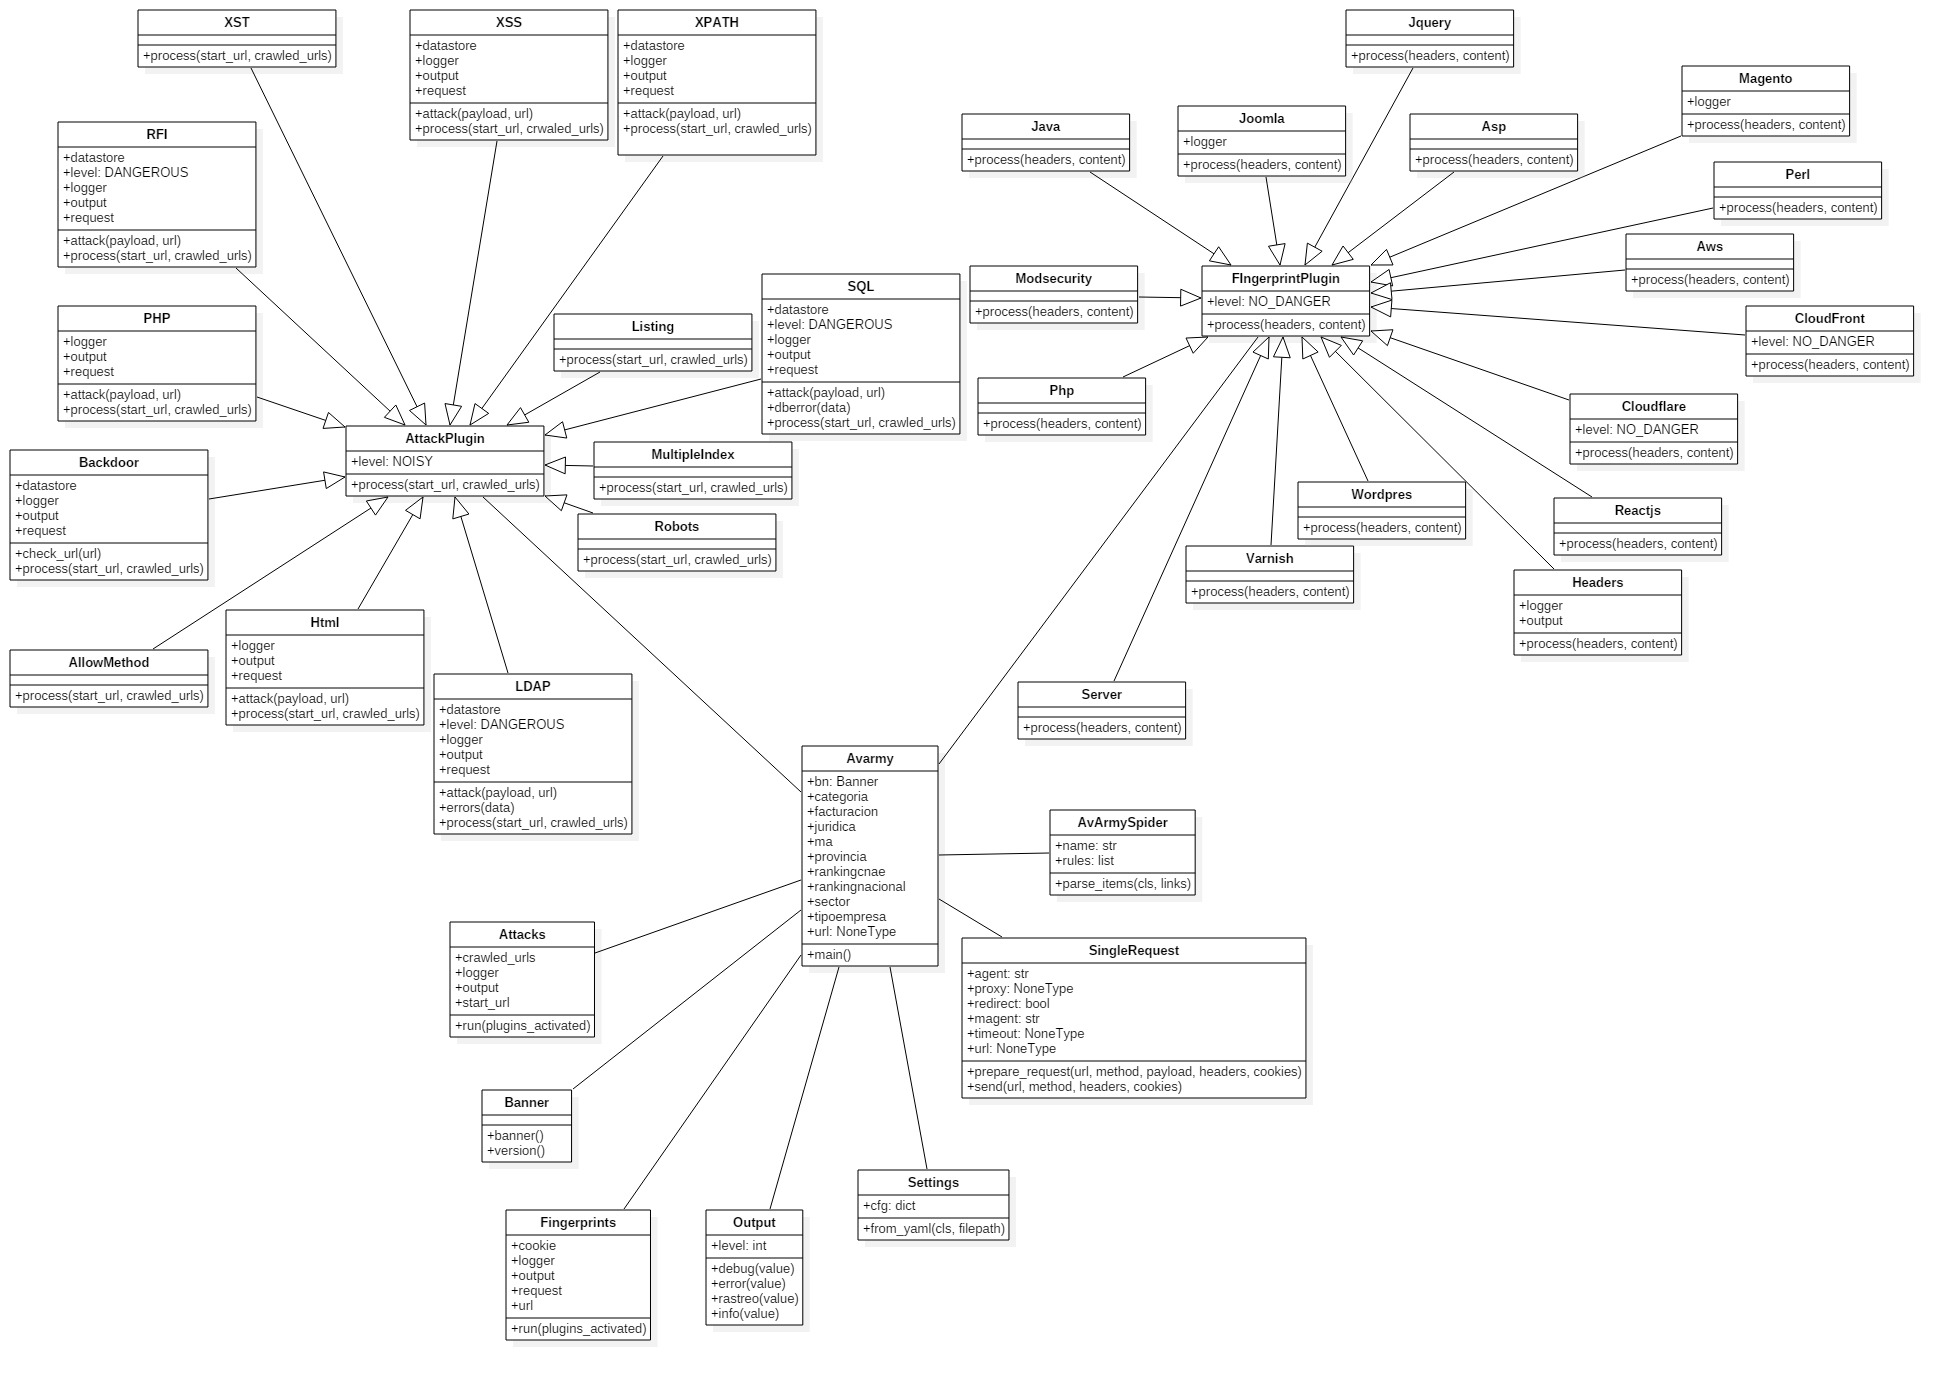 XST
+process(start_url, crawled_urls)
XSS
+datastore
+logger
+output
+request
+attack(payload, url)
+process(start_url, crwaled_urls)
XPATH
+datastore
+logger
+output
+request
+attack(payload, url)
+process(start_url, crawled_urls)
RFI
+datastore
+level: DANGEROUS
+logger
+output
+request
+attack(payload, url)
+process(start_url, crawled_urls)
PHP
+logger
+output
+request
+attack(payload, url)
+process(start_url, crawled_urls)
Listing
+process(start_url, crawled_urls)
SQL
+datastore
+level: DANGEROUS
+logger
+output
+request
+attack(payload, url)
+dberror(data)
+process(start_url, crawled_urls)
AttackPlugin
+level: NOISY
+process(start_url, crawled_urls)
MultipleIndex
+process(start_url, crawled_urls)
Backdoor
+datastore
+logger
+output
+request
+check_url(url)
+process(start_url, crawled_urls)
Robots
+process(start_url, crawled_urls)
AllowMethod
+process(start_url, crawled_urls)
Html
+logger
+output
+request
+attack(payload, url)
+process(start_url, crawled_urls)
LDAP
+datastore
+level: DANGEROUS
+logger
+output
+request
+attack(payload, url)
+errors(data)
+process(start_url, crawled_urls)
Jquery
+process(headers, content)
Magento
+logger
+process(headers, content)
Java
+process(headers, content)
Joomla
+logger
+process(headers, content)
Asp
+process(headers, content)
Perl
+process(headers, content)
Aws
+process(headers, content)
Modsecurity
+process(headers, content)
FIngerprintPlugin
+level: NO_DANGER
+process(headers, content)
CloudFront
+level: NO_DANGER
+process(headers, content)
Php
+process(headers, content)
Cloudflare
+level: NO_DANGER
+process(headers, content)
Wordpres
+process(headers, content)
Reactjs
+process(headers, content)
Varnish
+process(headers, content)
Headers
+logger
+output
+process(headers, content)
Server
+process(headers, content)
Avarmy
+bn: Banner
+categoria
+facturacion
+juridica
+ma
+provincia
+rankingcnae
+rankingnacional
+sector
+tipoempresa
+url: NoneType
+main()
AvArmySpider
+name: str
+rules: list
+parse_items(cls, links)
Attacks
+crawled_urls
+logger
+output
+start_url
+run(plugins_activated)
SingleRequest
+agent: str
+proxy: NoneType
+redirect: bool
+magent: str
+timeout: NoneType
+url: NoneType
+prepare_request(url, method, payload, headers, cookies)
+send(url, method, headers, cookies)
Banner
+banner()
+version()
Settings
+cfg: dict
+from_yaml(cls, filepath)
Fingerprints
+cookie
+logger
+output
+request
+url
+run(plugins_activated)
Output
+level: int
+debug(value)
+error(value)
+rastreo(value)
+info(value)